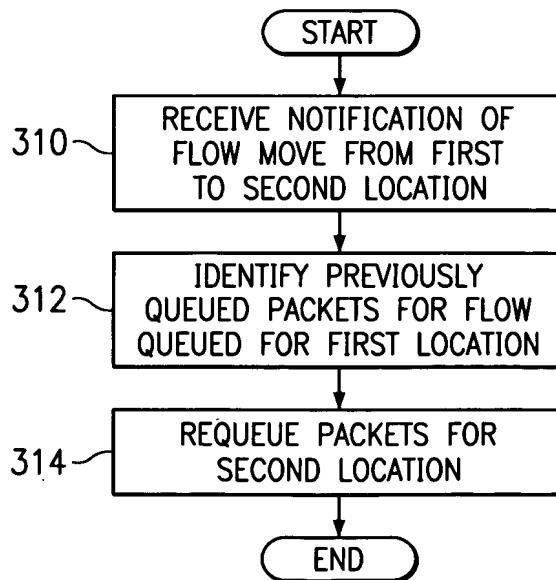 START
310
RECEIVE NOTIFICATION OF
FLOW MOVE FROM FIRST
TO SECOND LOCATION
312
IDENTIFY PREVIOUSLY
QUEUED PACKETS FOR FLOW
QUEUED FOR FIRST LOCATION
314
REQUEUE PACKETS FOR
SECOND LOCATION
END